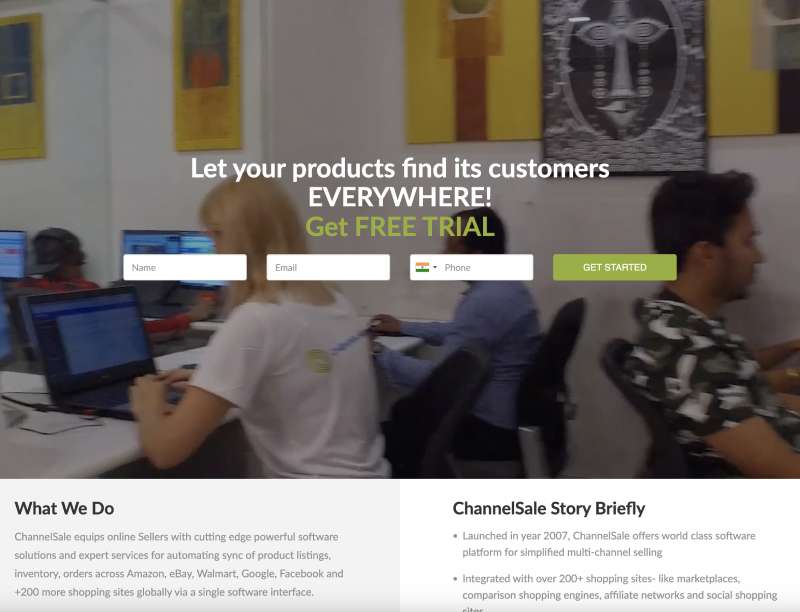 Let your products find its customers
EVERYWHERE!
Get FREE TRIAL
Name
Email
Phone
GET STARTED
What We Do
ChannelSale equips online Sellers with cutting edge powerful software
solutions and expert services for automating sync of product listings,
inventory, orders across Amazon, eBay, Walmart, Google, Facebook and
+200 more shopping sites globally via a single software interface.
ChannelSale Story Briefly
Launched in year 2007, ChannelSale offers world class software
platform for simplified multi-channel selling
Integrated with over 200+ shopping sites- like marketplaces,
comparison shopping engines, affiliate networks and social shopping
sites